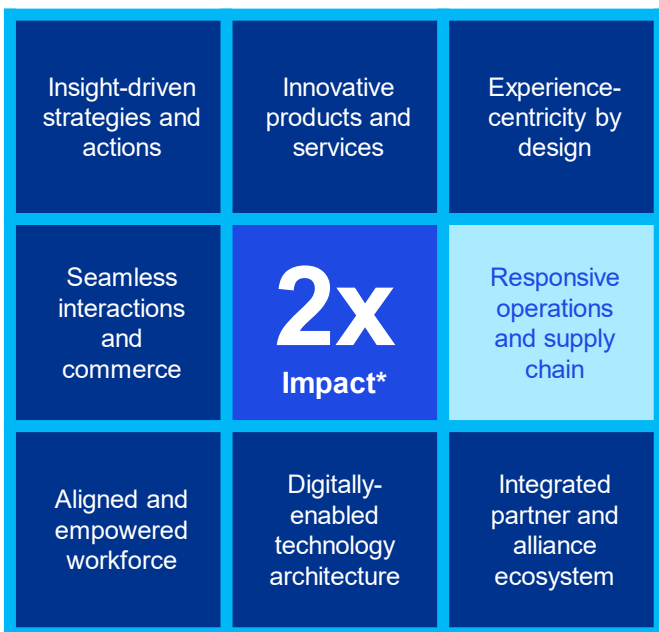 Insight-driven
strategies and
actions
Innovative
products and
services
Experience-
centricity by
design
Seamless
interactions
and
commerce
2x
Impact*
Responsive
operations
and supply
chain
Aligned and
empowered
workforce
Digitally-
enabled
technology
architecture
Integrated
partner and
alliance
ecosystem